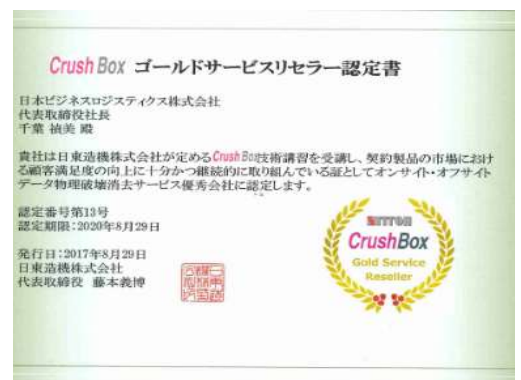 Crush Box ゴールドサービスリセラー認定書
日本ビジネスロジスティクス株式会社
代表取締役社長
千葉 禎美 殿
貴社は日東造機株式会社が定めるCrush Box技術講習を受講し、契約製品の市場におけ
る顧客満足度の向上に十分かつ継続的に取り組んでいる証としてオンサイト・オフサイト
データ物理破壊消去サービス優秀会社に認定します。
認定番号第13号
認定期限:2020年8月29日
発行日:2017年8月29日
日東造機株式会社
代表取締役 藤本義博
NITTOH
CrushBox
Gold Service
Reseller